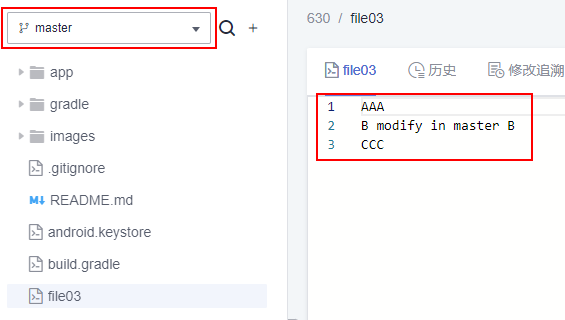 master
+
app
gradle
images
.gitignore
README.md
android.keystore
build.gradle
file03
630 / file03
file03 历史 修改追溯
1 AAA
2 B modify in master B
3 CCC